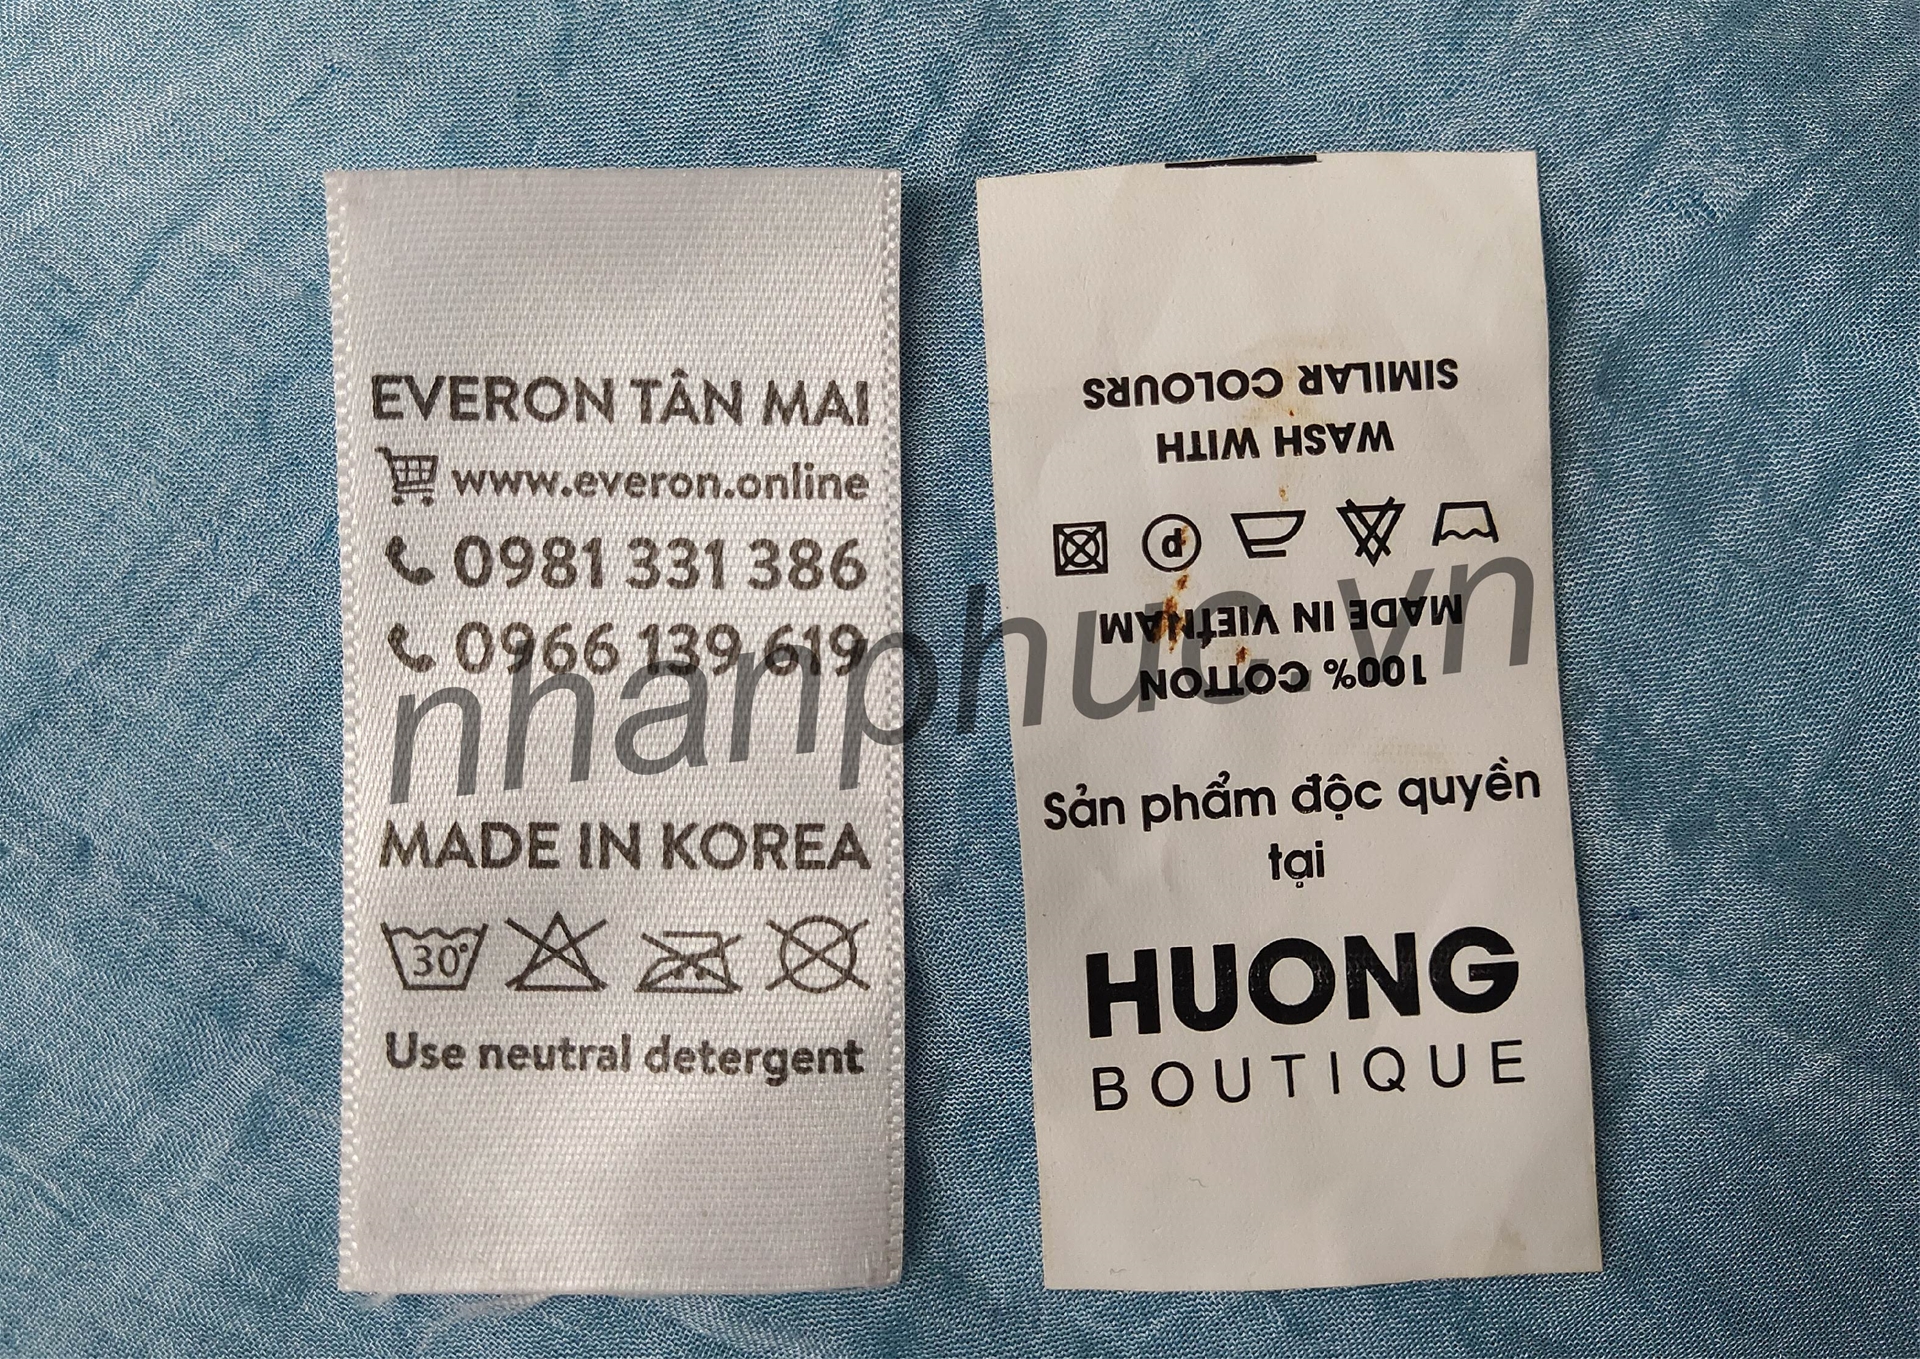 EVERON TÂN MAI
www.everon.online
0981 331 386
0966 139 619
MADE IN KOREA
30°
Use neutral detergent
100% COTTON
MADE IN VIETNAM
P
WASH WITH
SIMILAR COLOURS
Sản phẩm độc quyền
tại
HUONG
BOUTIQUE
nhanphuc.vn